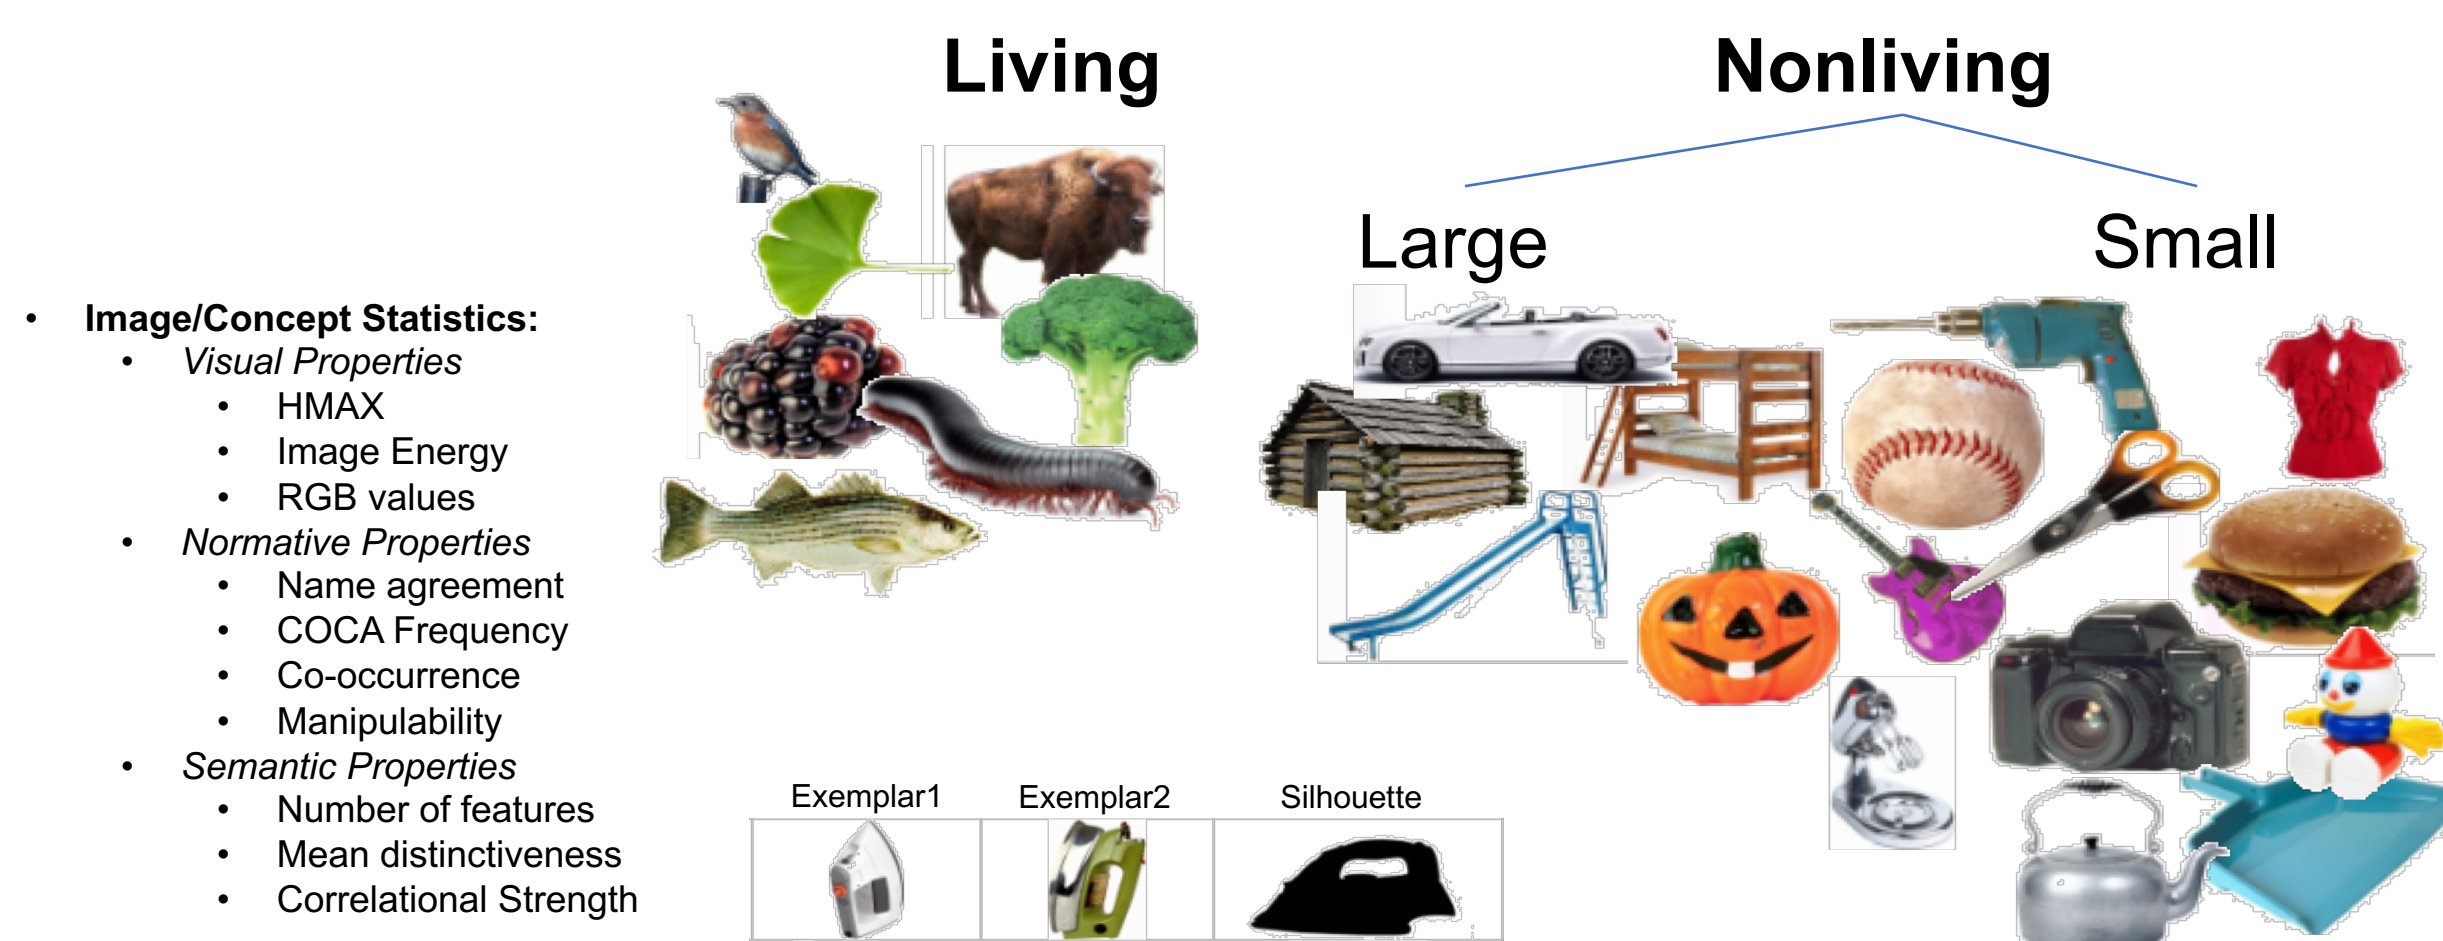 Living
Nonliving
Large
Small
• Image/Concept Statistics:
• Visual Properties
• HMAX
• Image Energy
• RGB values
• Normative Properties
• Name agreement
• COCA Frequency
• Co-occurrence
• Manipulability
• Semantic Properties
• Number of features
• Mean distinctiveness
• Correlational Strength
Exemplar1 Exemplar2 Silhouette